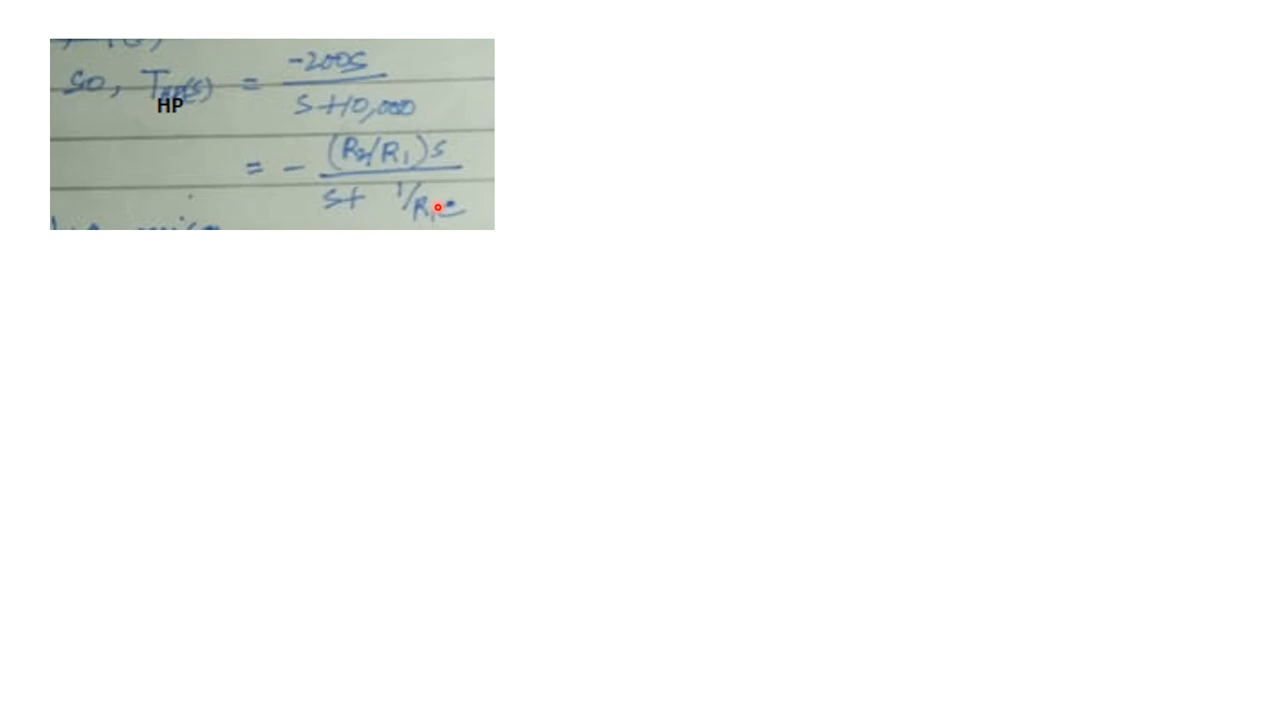 so, T HP (s) = -200s / s+10,000
= - (R2/R1)s / s+ 1/R1C